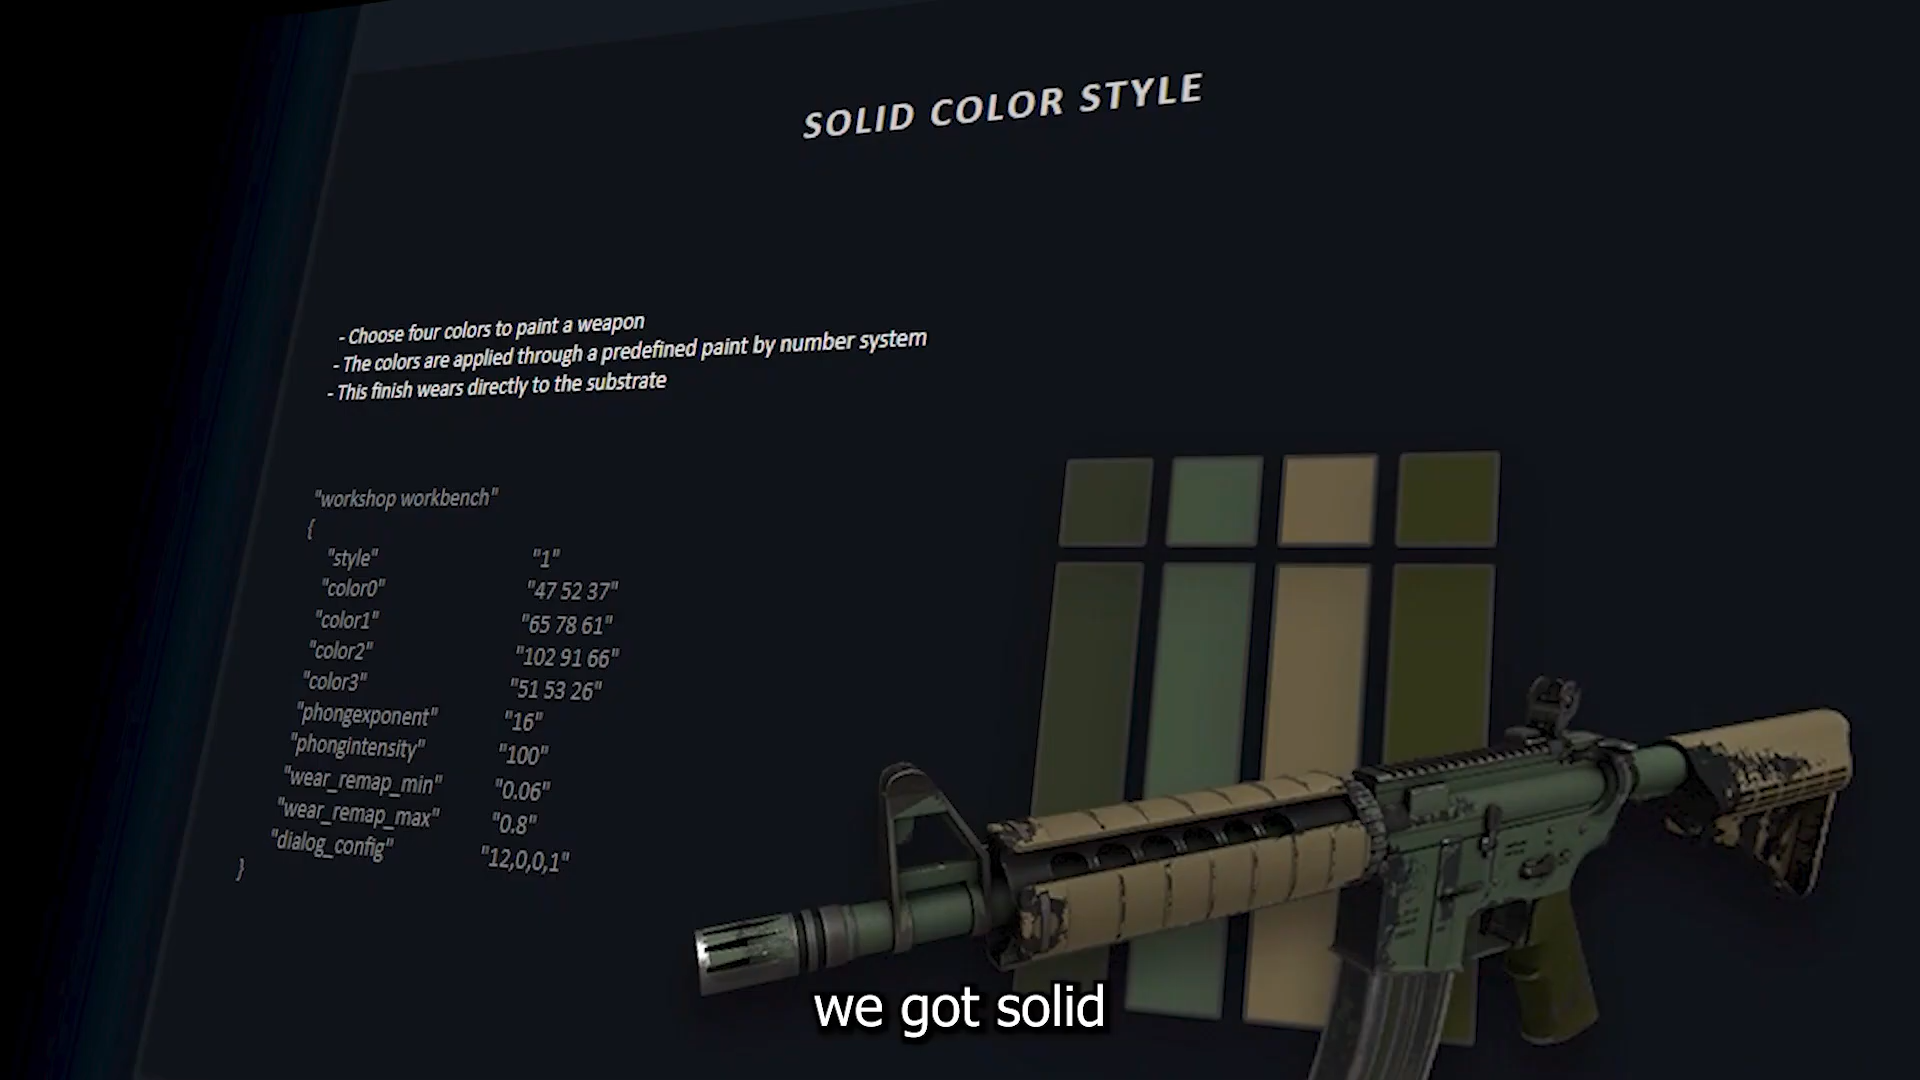 SOLID COLOR STYLE
- Choose four colors to paint a weapon
- The colors are applied through a predefined paint by number system
- This finish wears directly to the substrate
"workshop workbench"
{
"style" "1"
"color0" "47 52 37"
"color1" "65 78 61"
"color2" "102 91 66"
"color3" "51 53 26"
"phongexponent" "16"
"phongintensity" "100"
"wear_remap_min" "0.06"
"wear_remap_max" "0.8"
"dialog_config" "12,0,0,1"
}
we got solid